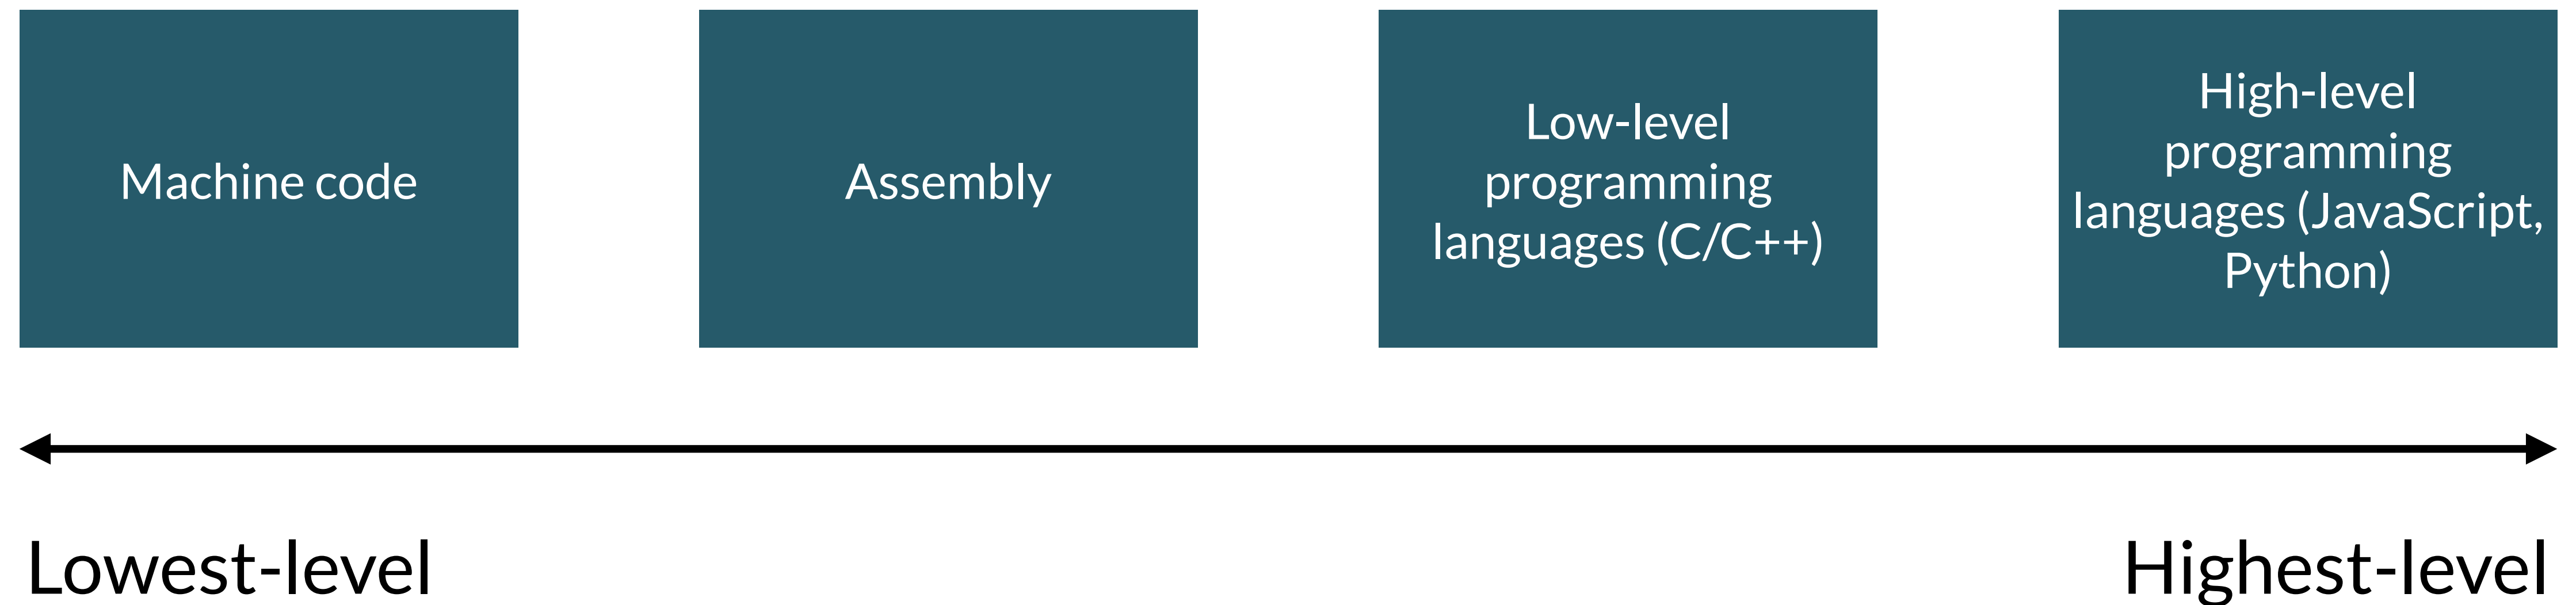 Machine code
Assembly
Low-level
programming
languages (C/C++)
High-level
programming
languages (JavaScript,
Python)
Lowest-level
Highest-level